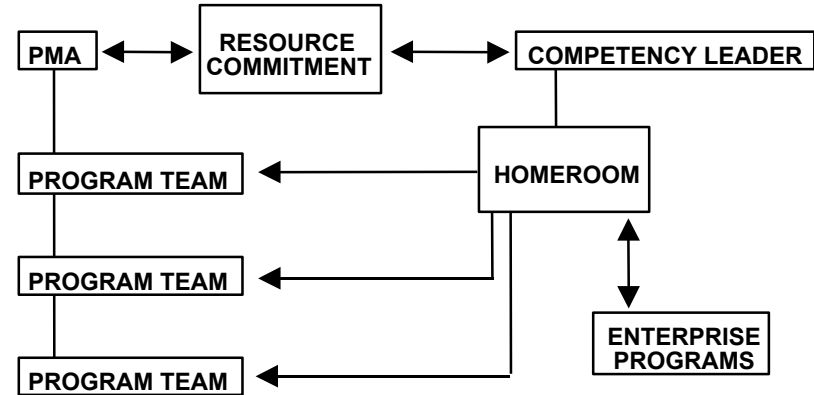 PMA
RESOURCE
COMMITMENT
COMPETENCY LEADER
PROGRAM TEAM
HOMEROOM
PROGRAM TEAM
ENTERPRISE
PROGRAMS
PROGRAM TEAM